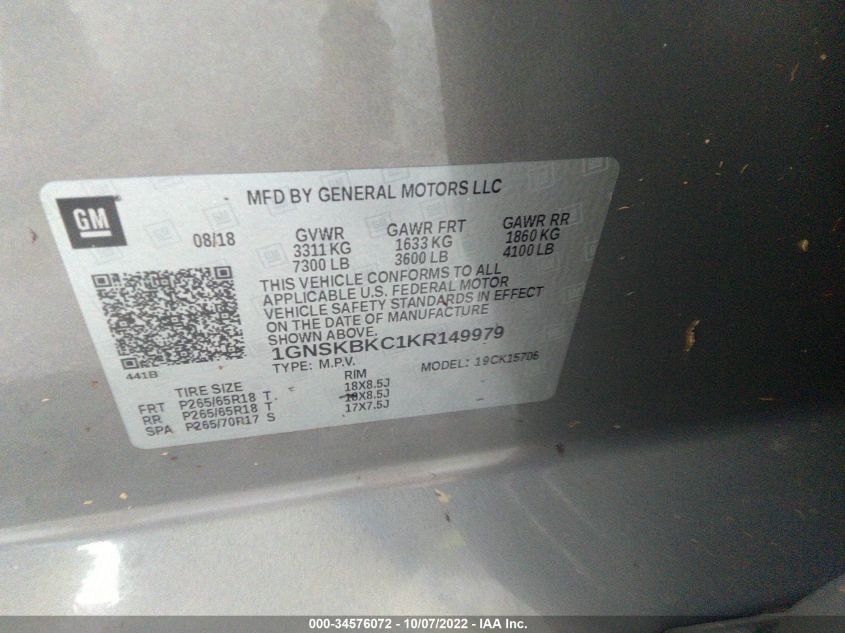 GM
MFD BY GENERAL MOTORS LLC
08/18 GVWR GAWR FRT GAWR RR
3311 KG 1633 KG 1860 KG
7300 LB 3600 LB 4100 LB
THIS VEHICLE CONFORMS TO ALL
APPLICABLE U.S. FEDERAL MOTOR
VEHICLE SAFETY STANDARDS IN EFFECT
ON THE DATE OF MANUFACTURE
SHOWN ABOVE.
1GNSKBKC1KR149979
TYPE: M.P.V. MODEL: 19CK15706
441B
TIRE SIZE RIM
FRT P265/65R18 T 18X8.5J
RR P265/65R18 T 18X8.5J
SPA P265/70R17 S 17X7.5J
000-34576072 - 10/07/2022 - IAA Inc.